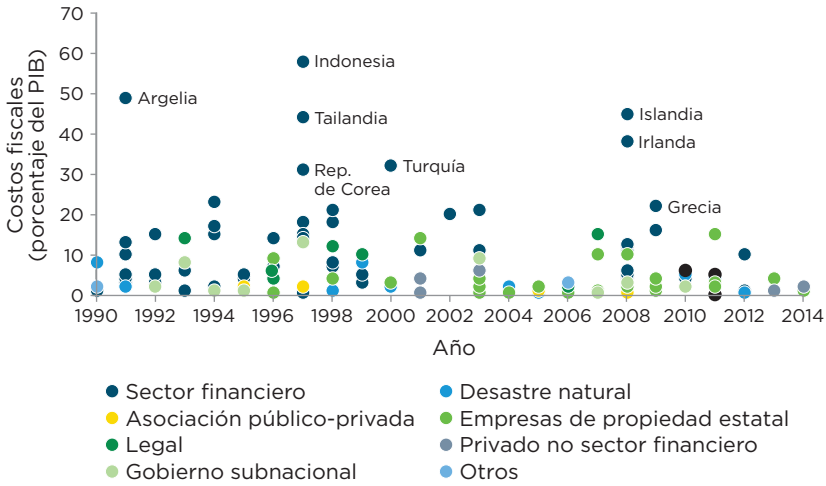 Costos fiscales
(porcentaje del PIB)
70
60
50
40
30
20
10
0
Indonesia
Argelia
Tailandia
Islandia
Irlanda
Rep.
de Corea
Turquía
Grecia
1990 1992 1994 1996 1998 2000 2002 2004 2006 2008 2010 2012 2014
Año
Sector financiero
Asociación público-privada
Legal
Gobierno subnacional
Desastre natural
Empresas de propiedad estatal
Privado no sector financiero
Otros